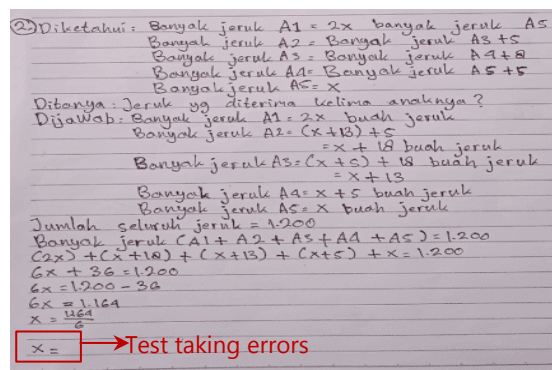 2. Diketahui : Banyak jeruk A1 = 2x banyak jeruk A5
Banyak jeruk A2 = Banyak jeruk A3 + 5
Banyak jeruk A3 = Banyak jeruk A4 + 8
Banyak jeruk A4 = Banyak jeruk A5 + 5
Banyak jeruk A5 = x
Ditanya : Jeruk yg diterima kelima anaknya ?
Dijawab : Banyak jeruk A1 = 2x buah jeruk
Banyak jeruk A2 = (x + 13) + 5
= x + 18 buah jeruk
Banyak jeruk A3 = (x + 5) + 18 buah jeruk
= x + 13
Banyak jeruk A4 = x + 5 buah jeruk
Banyak jeruk A5 = x buah jeruk
Jumlah seluruh jeruk = 1.200
Banyak jeruk (A1 + A2 + A3 + A4 + A5) = 1.200
(2x) + (x + 18) + (x + 13) + (x + 5) + x = 1.200
6x + 36 = 1.200
6x = 1.200 - 36
6x = 1.164
x = 1164/6
x = Test taking errors